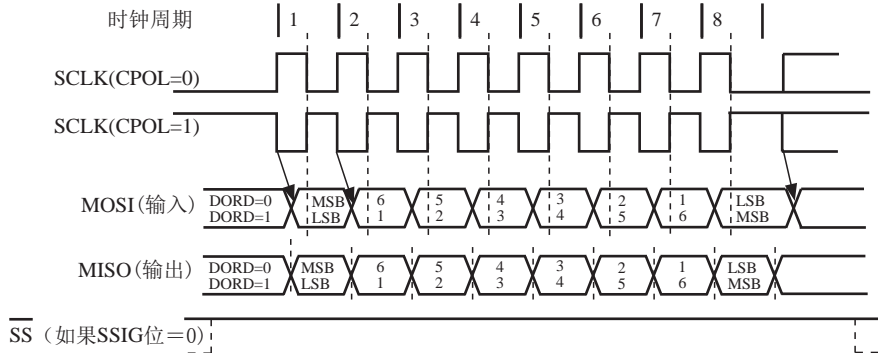 时钟周期 1 2 3 4 5 6 7 8
SCLK(CPOL=0)
SCLK(CPOL=1)
MOSI(输入) DORD=0 MSB 6 5 4 3 2 1 LSB
DORD=1 LSB 1 2 3 4 5 6 MSB
MISO(输出) DORD=0 MSB 6 5 4 3 2 1 LSB
DORD=1 LSB 1 2 3 4 5 6 MSB
SS（如果SSIG位＝0)